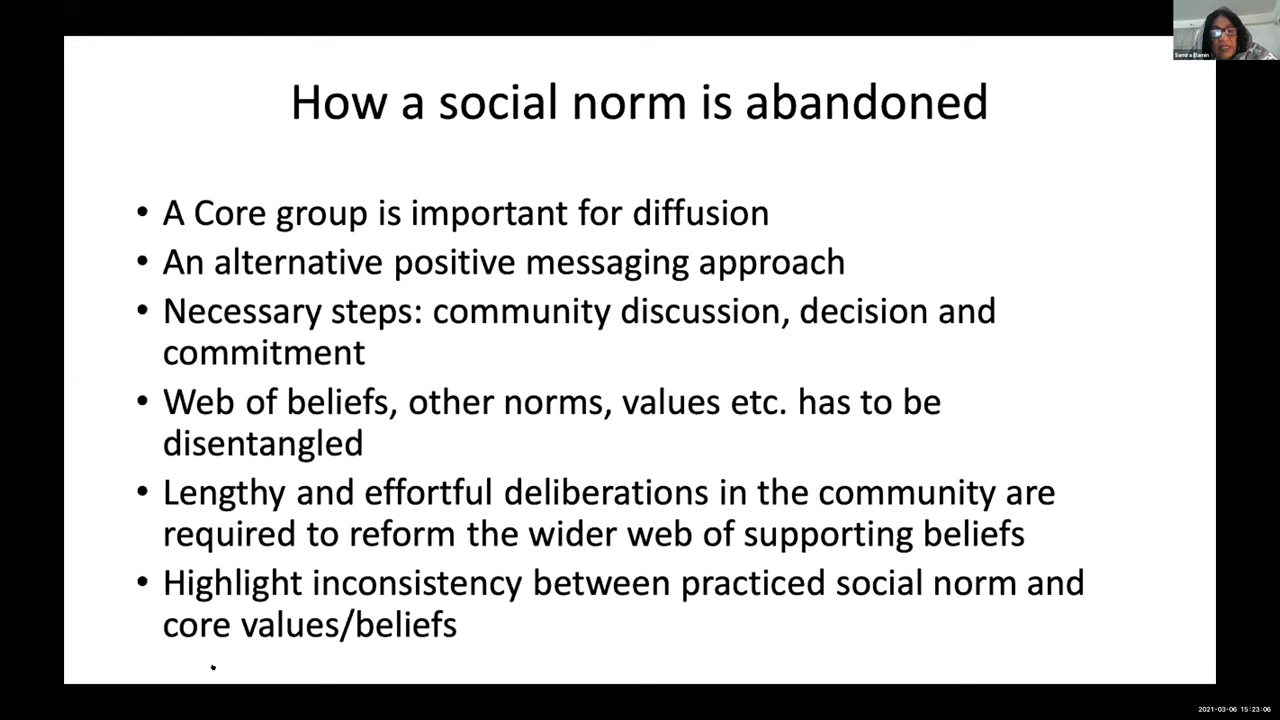 How a social norm is abandoned
• A Core group is important for diffusion
• An alternative positive messaging approach
• Necessary steps: community discussion, decision and
commitment
• Web of beliefs, other norms, values etc. has to be
disentangled
• Lengthy and effortful deliberations in the community are
required to reform the wider web of supporting beliefs
• Highlight inconsistency between practiced social norm and
core values/beliefs
Samira Elamin
2021-03-06 15:23:06